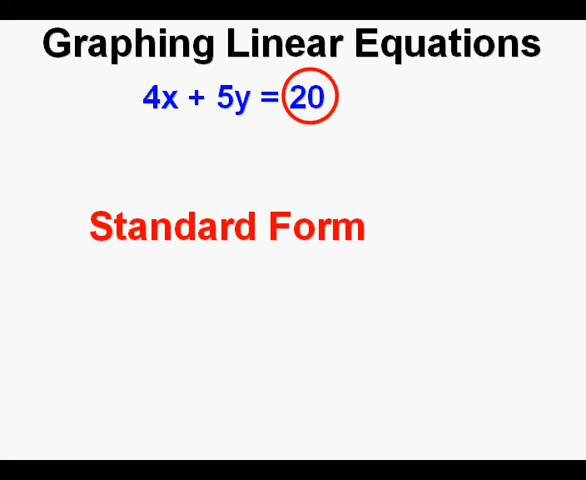 Graphing Linear Equations
4x + 5y = 20
Standard Form